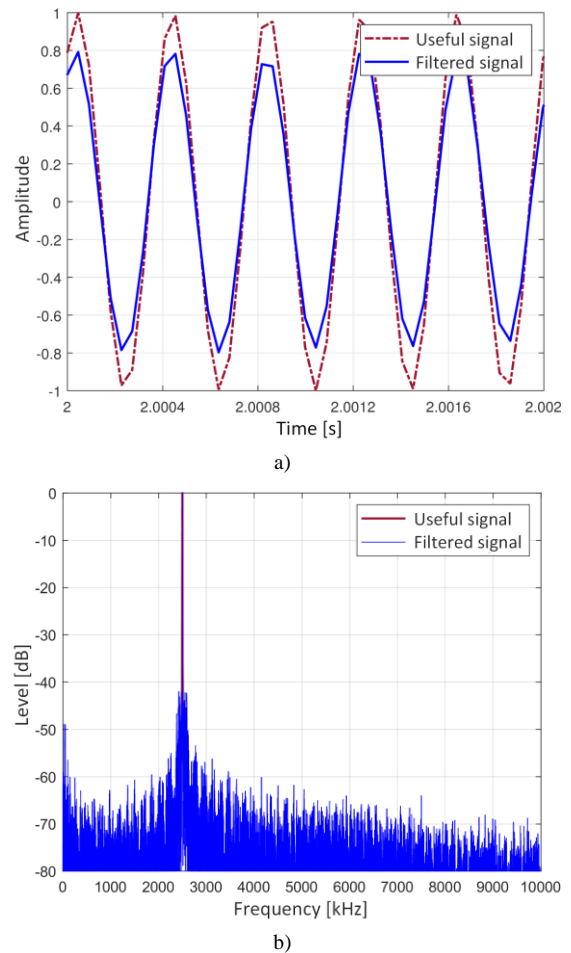 1
0.8
0.6
0.4
0.2
0
-0.2
-0.4
-0.6
-0.8
-1
Amplitude
Useful signal
Filtered signal
2 2.0004 2.0008 2.0012 2.0016 2.002
Time [s]
a)
0
-10
-20
-30
-40
-50
-60
-70
-80
Level [dB]
Useful signal
Filtered signal
0 1000 2000 3000 4000 5000 6000 7000 8000 9000 10000
Frequency [kHz]
b)